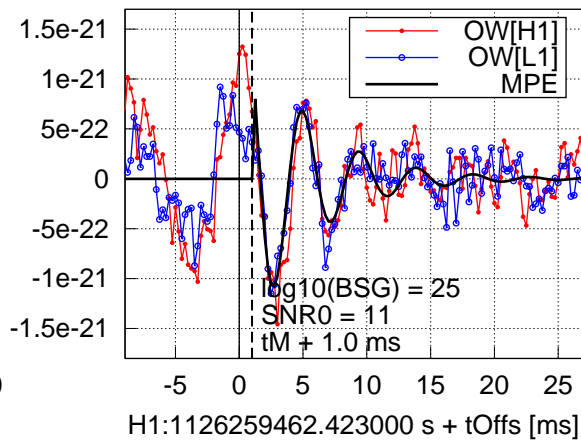 1.5e-21
1e-21
5e-22
0
-5e-22
-1e-21
-1.5e-21
OW[H1]
OW[L1]
MPE
log10(BSG) = 25
SNR0 = 11
tM + 1.0 ms
0 -5 0 5 10 15 20 25
H1:1126259462.423000 s + tOffs [ms]